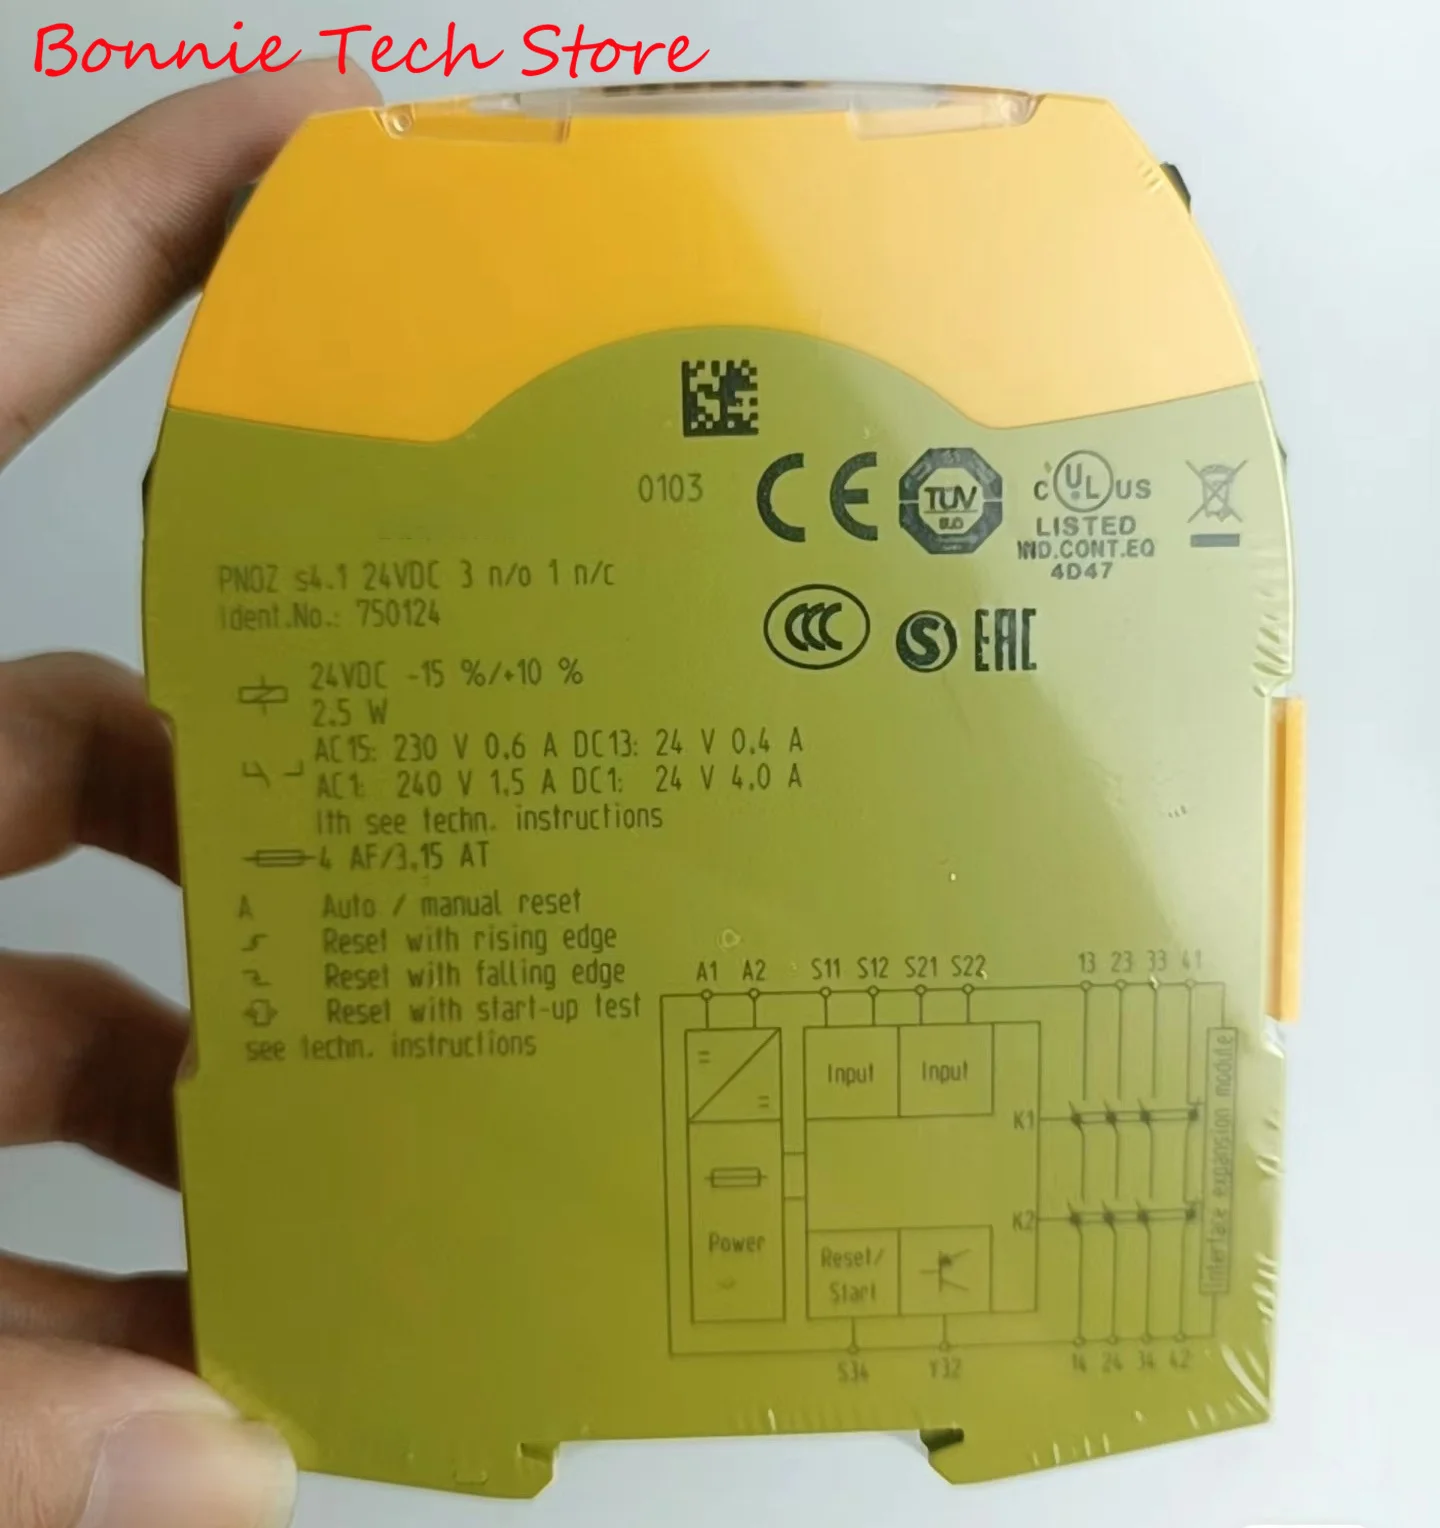 Bonnie Tech Store
0103
CE
TÜV
SÜD
C UL US
LISTED
IND.CONT.EQ
4D47
CCC
S
EAC
PNOZ s4.1 24VDC 3 n/o 1 n/c
Ident.No.: 750124
24VDC -15 %/+10 %
2.5 W
AC15: 230 V 0.6 A DC13: 24 V 0.4 A
AC1: 240 V 1.5 A DC1: 24 V 4.0 A
Ith see techn. instructions
4 AF/3.15 AT
A Auto / manual reset
Reset with rising edge
Reset with falling edge
Reset with start-up test
see techn. instructions
A1 A2 S11 S12 S21 S22 13 23 33 41
Input Input
K1
K2
Interface expansion module
Power
Reset/
Start
S34 Y32 14 24 34 42